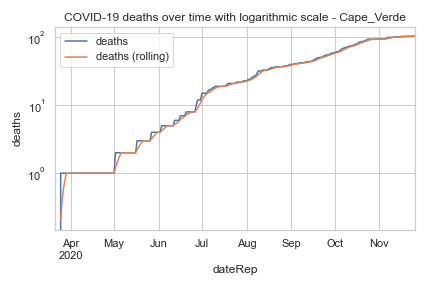 COVID-19 deaths over time with logarithmic scale - Cape_Verde
deaths
deaths (rolling)
10²
10¹
10⁰
deaths
Apr May Jun Jul Aug Sep Oct Nov
2020
dateRep